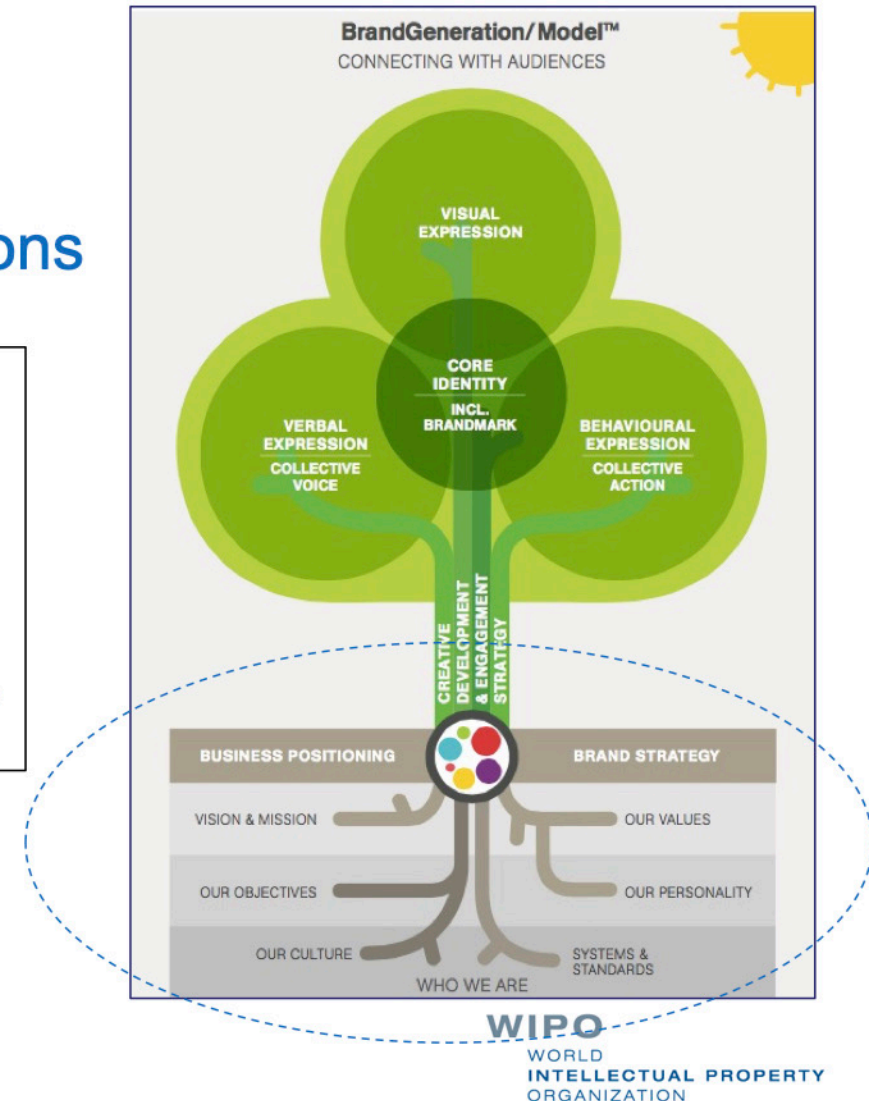 BrandGeneration/Model™
CONNECTING WITH AUDIENCES
ons
VISUAL
EXPRESSION
CORE
IDENTITY
INCL.
BRANDMARK
VERBAL
EXPRESSION
COLLECTIVE
VOICE
BEHAVIOURAL
EXPRESSION
COLLECTIVE
ACTION
CREATIVE
DEVELOPMENT
& ENGAGEMENT
STRATEGY
BUSINESS POSITIONING
BRAND STRATEGY
VISION & MISSION
OUR VALUES
OUR OBJECTIVES
OUR PERSONALITY
OUR CULTURE
SYSTEMS &
STANDARDS
WHO WE ARE
WIPO
WORLD
INTELLECTUAL PROPERTY
ORGANIZATION